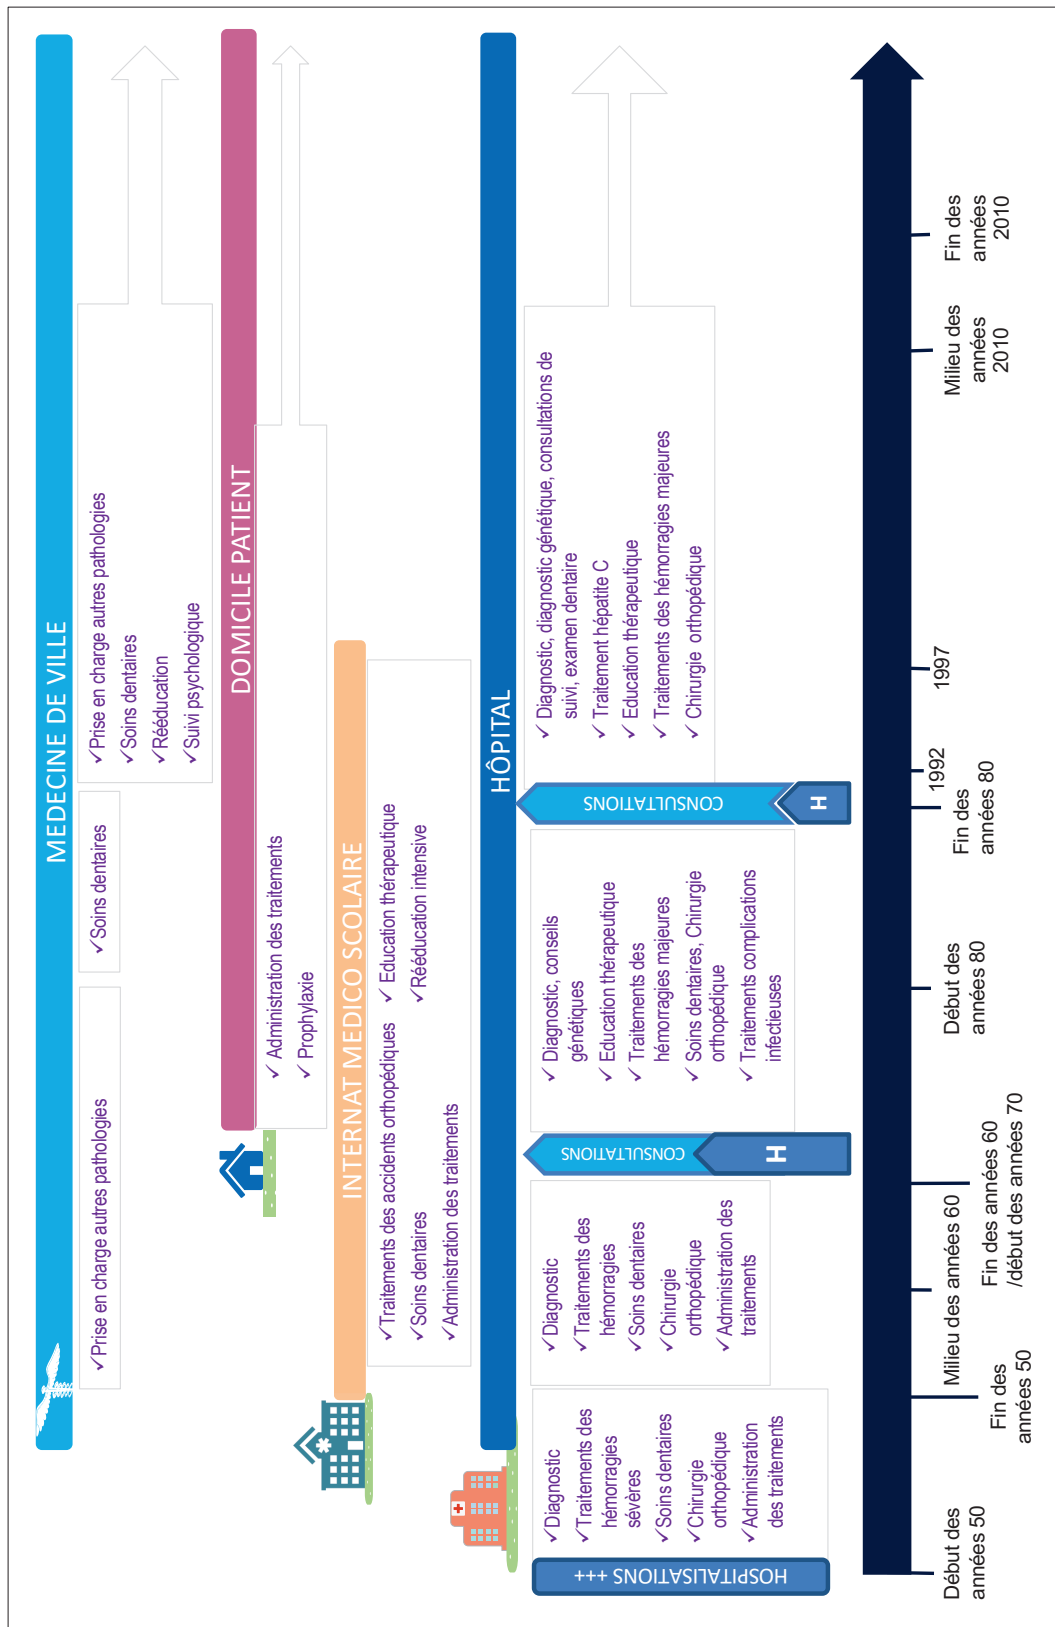 MEDECINE DE VILLE
✓Prise en charge autres pathologies
✓Soins dentaires
✓Prise en charge autres pathologies
✓Soins dentaires
✓Rééducation
✓Suivi psychologique
DOMICILE PATIENT
✓ Administration des traitements
✓ Prophylaxie
INTERNAT MEDICO SCOLAIRE
✓Traitements des accidents orthopédiques
✓Soins dentaires
✓Administration des traitements
✓ Education thérapeutique
✓Rééducation intensive
HÔPITAL
HOSPITALISATIONS +++
✓Diagnostic
✓Traitements des
hémorragies
sévères
✓Soins dentaires
✓Chirurgie
orthopédique
✓Administration
des traitements
✓Diagnostic
✓Traitements des
hémorragies
✓Soins dentaires
✓Chirurgie
orthopédique
✓Administration des
traitements
CONSULTATIONS
H
✓ Diagnostic, conseils
génétiques
✓ Education thérapeutique
✓ Traitements des
hémorragies majeures
✓ Soins dentaires, Chirurgie
orthopédique
✓ Traitements complications
infectieuses
CONSULTATIONS
H
✓ Diagnostic, diagnostic génétique, consultations de
suivi, examen dentaire
✓ Traitement hépatite C
✓ Education thérapeutique
✓ Traitements des hémorragies majeures
✓ Chirurgie orthopédique
Début des
années 50
Fin des
années 50
Milieu des années 60
Fin des années 60
/début des années 70
Début des
années 80
Fin des
années 80
1992
1997
Milieu des
années
2010
Fin des
années
2010